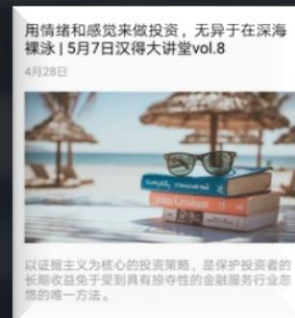 用情绪和感觉来做投资，无异于在深海
裸泳 | 5月7日汉得大讲堂vol.8
4月28日
John Grisham
以证据主义为核心的投资策略，是保护投资者的
长期收益免于受到具有掠夺性的金融服务行业忽
悠的唯一方法。